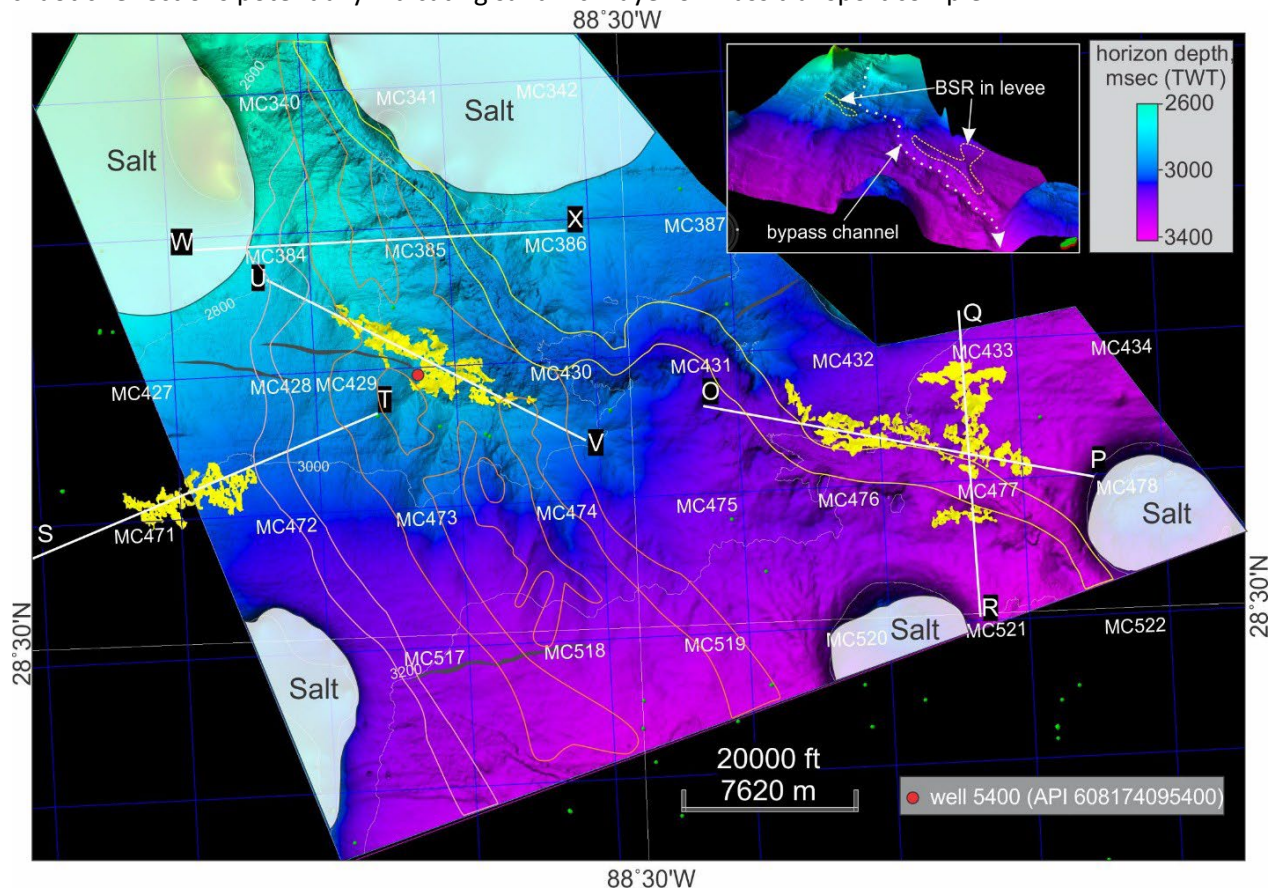 88°30'W
horizon depth,
msec (TWT)
2600
3000
3400
BSR in levee
bypass channel
2600
MC340
MC341
MC342
Salt
Salt
W
X
MC384
MC385
MC386
MC387
U
2800
Q
MC427
MC428
MC429
MC430
MC431
MC432
MC433
MC434
T
O
V
3000
P
S
MC471
MC472
MC473
MC474
MC475
MC476
MC477
MC478
Salt
28°30'N
28°30'N
R
Salt
MC517
MC518
MC519
MC520
Salt
MC521
MC522
3200
20000 ft
7620 m
well 5400 (API 608174095400)
88°30'W